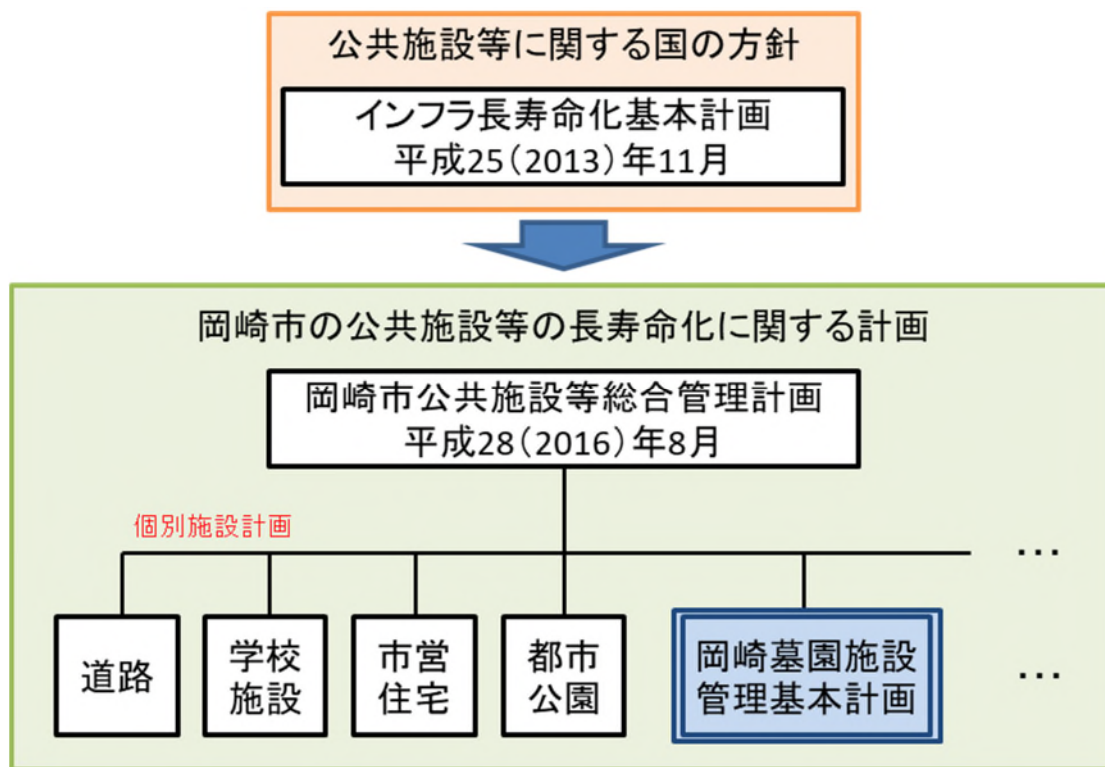 公共施設等に関する国の方針
インフラ長寿命化基本計画
平成25(2013)年11月
岡崎市の公共施設等の長寿命化に関する計画
岡崎市公共施設等総合管理計画
平成28(2016)年8月
個別施設計画
…
道路
学校
施設
市営
住宅
都市
公園
岡崎墓園施設
管理基本計画
…